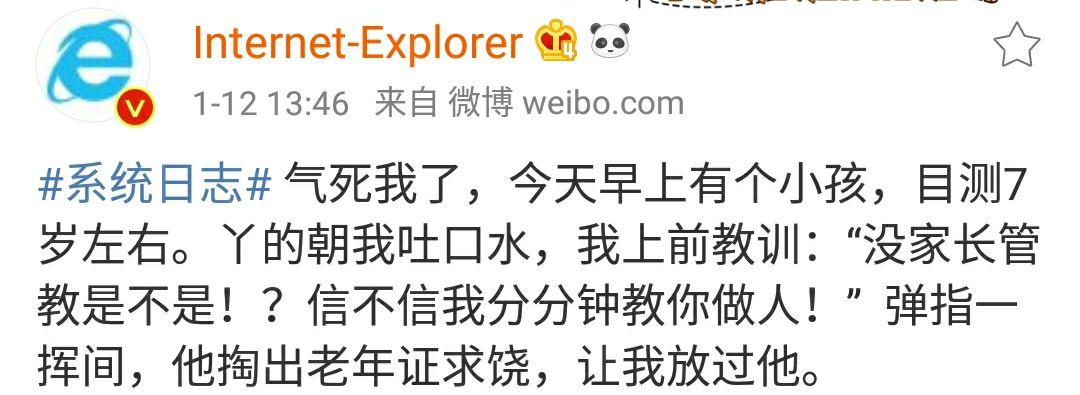 Internet-Explorer
1-12 13:46 来自 微博 weibo.com
#系统日志# 气死我了，今天早上有个小孩，目测7
岁左右。丫的朝我吐口水，我上前教训：“没家长管
教是不是！？信不信我分分钟教你做人！” 弹指一
挥间，他掏出老年证求饶，让我放过他。